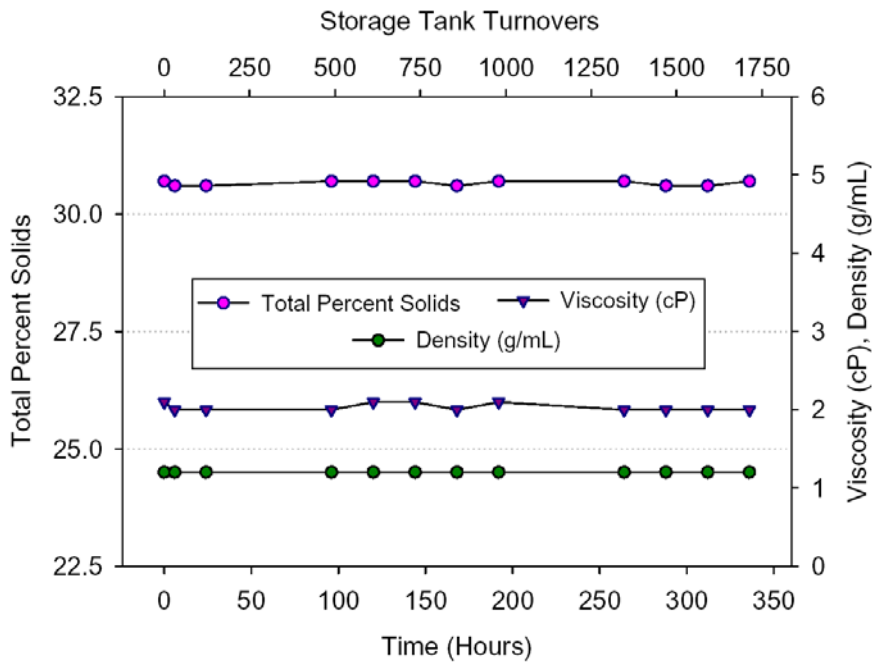 Storage Tank Turnovers
0 250 500 750 1000 1250 1500 1750
32.5 6
5
30.0
4
Total Percent Solids Viscosity (cP)
27.5 3
Density (g/mL)
Total Percent Solids
Viscosity (cP), Density (g/mL)
2
25.0
1
22.5 0
0 50 100 150 200 250 300 350
Time (Hours)